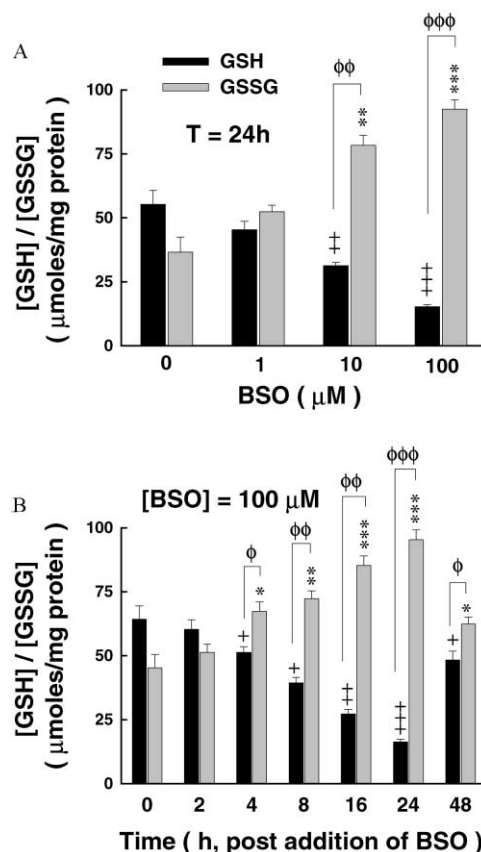 A
GSH
GSSG
T = 24h
ϕϕ
ϕϕϕ
**
***
‡
‡
+
100
75
50
25
0
[GSH] / [GSSG]
( μmoles/mg protein)
0 1 10 100
BSO ( μM )
B
[BSO] = 100 μM
ϕ
ϕϕ
ϕϕ
ϕϕϕ
ϕ
*
**
***
***
*
+
+
‡
‡
+
+
100
75
50
25
0
[GSH] / [GSSG]
( μmoles/mg protein)
0 2 4 8 16 24 48
Time ( h, post addition of BSO )